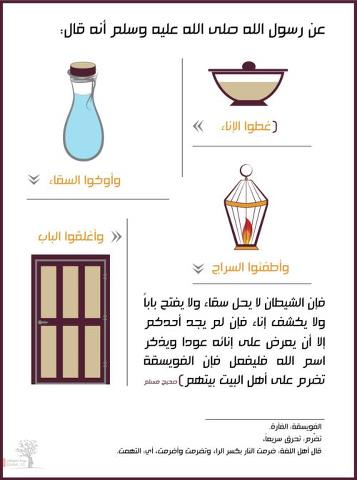 عن رسول الله صلى الله عليه وسلم أنه قال:
(غطوا الإناء
وأوكوا السقاء
وأغلقوا الباب
وأطفئوا السراج
فإن الشيطان لا يحل سقاءً ولا يفتح باباً
ولا يكشف إناء فإن لم يجد أحدكم
إلا أن يعرض على إنائه عودا ويذكر
اسم الله فليفعل فإن الفويسقة
تضرم على أهل البيت بيتهم) صحيح مسلم
الفويسقة: الفأرة.
تضرم: تحرق سريعا.
قال أهل اللغة: ضرمت النار بكسر الراء وتضرمت وأضرمت، أي: التهبت.